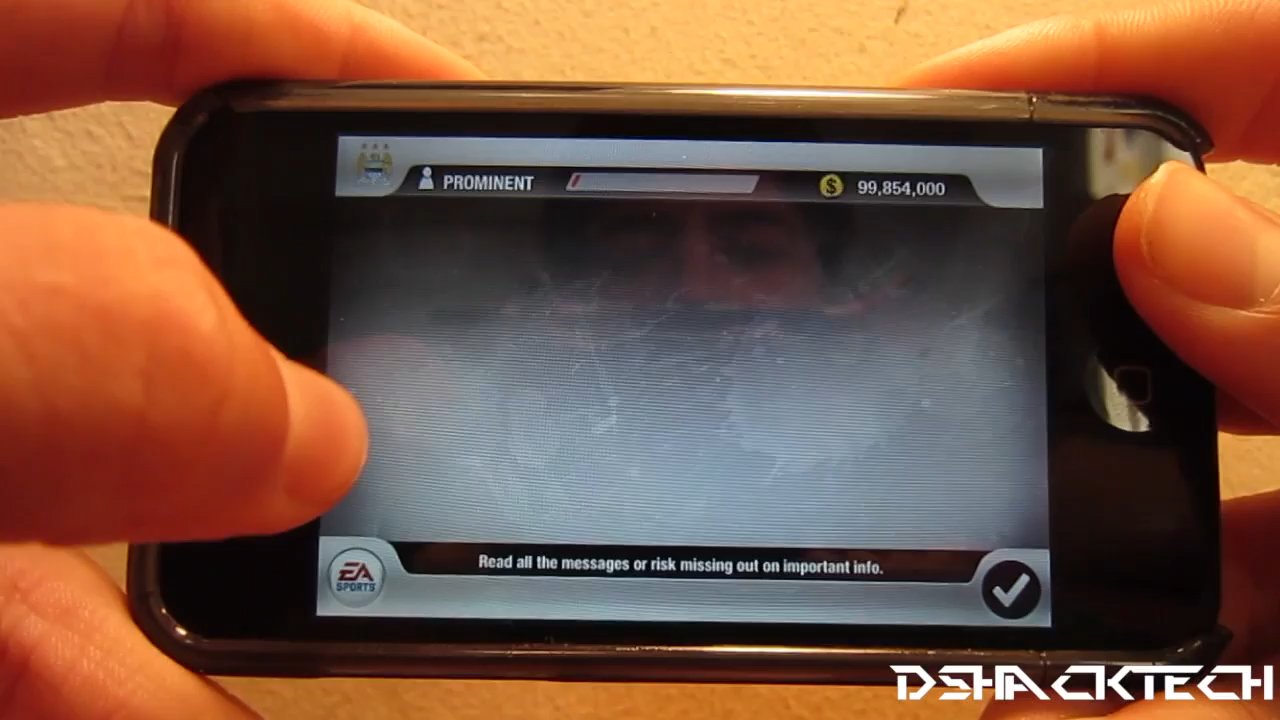 PROMINENT
$ 99,854,000
Read all the messages or risk missing out on important info.
EA
SPORTS
DSHACKTECH